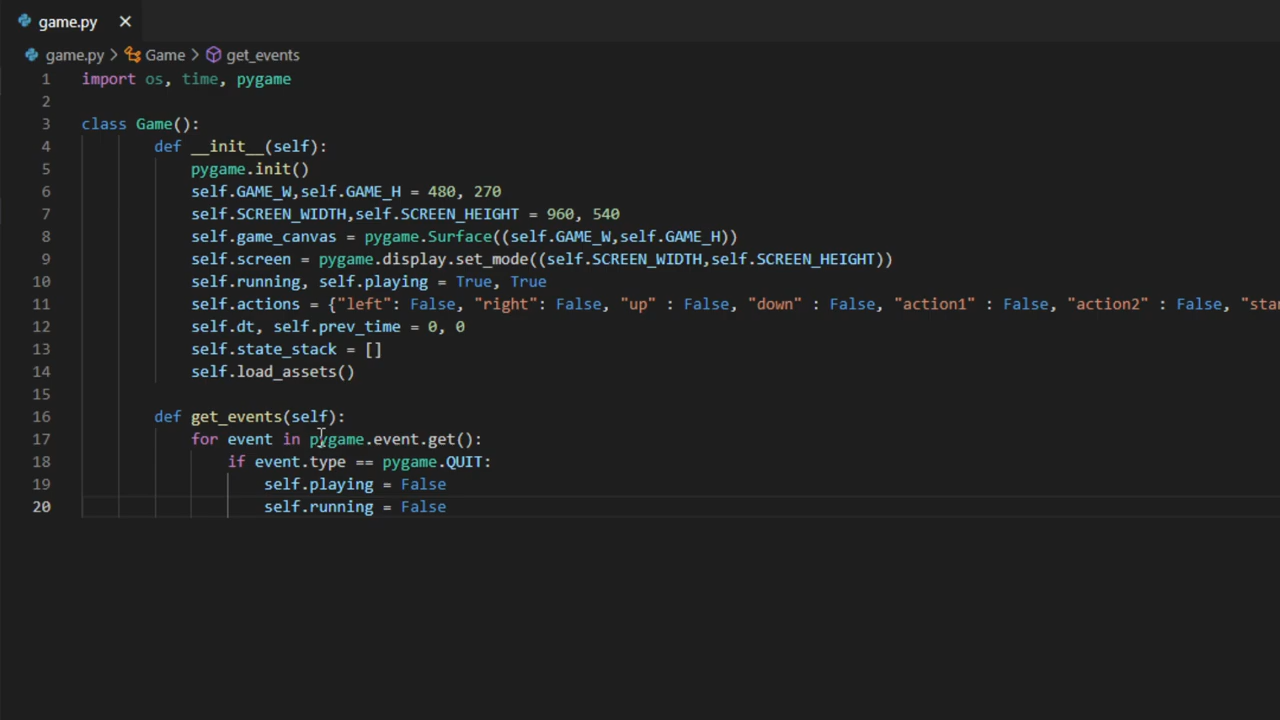 game.py
game.py > Game > get_events
1 import os, time, pygame
2
3 class Game():
4 def __init__(self):
5 pygame.init()
6 self.GAME_W,self.GAME_H = 480, 270
7 self.SCREEN_WIDTH,self.SCREEN_HEIGHT = 960, 540
8 self.game_canvas = pygame.Surface((self.GAME_W,self.GAME_H))
9 self.screen = pygame.display.set_mode((self.SCREEN_WIDTH,self.SCREEN_HEIGHT))
10 self.running, self.playing = True, True
11 self.actions = {"left": False, "right": False, "up" : False, "down" : False, "action1" : False, "action2" : False, "sta
12 self.dt, self.prev_time = 0, 0
13 self.state_stack = []
14 self.load_assets()
15
16 def get_events(self):
17 for event in pygame.event.get():
18 if event.type == pygame.QUIT:
19 self.playing = False
20 self.running = False